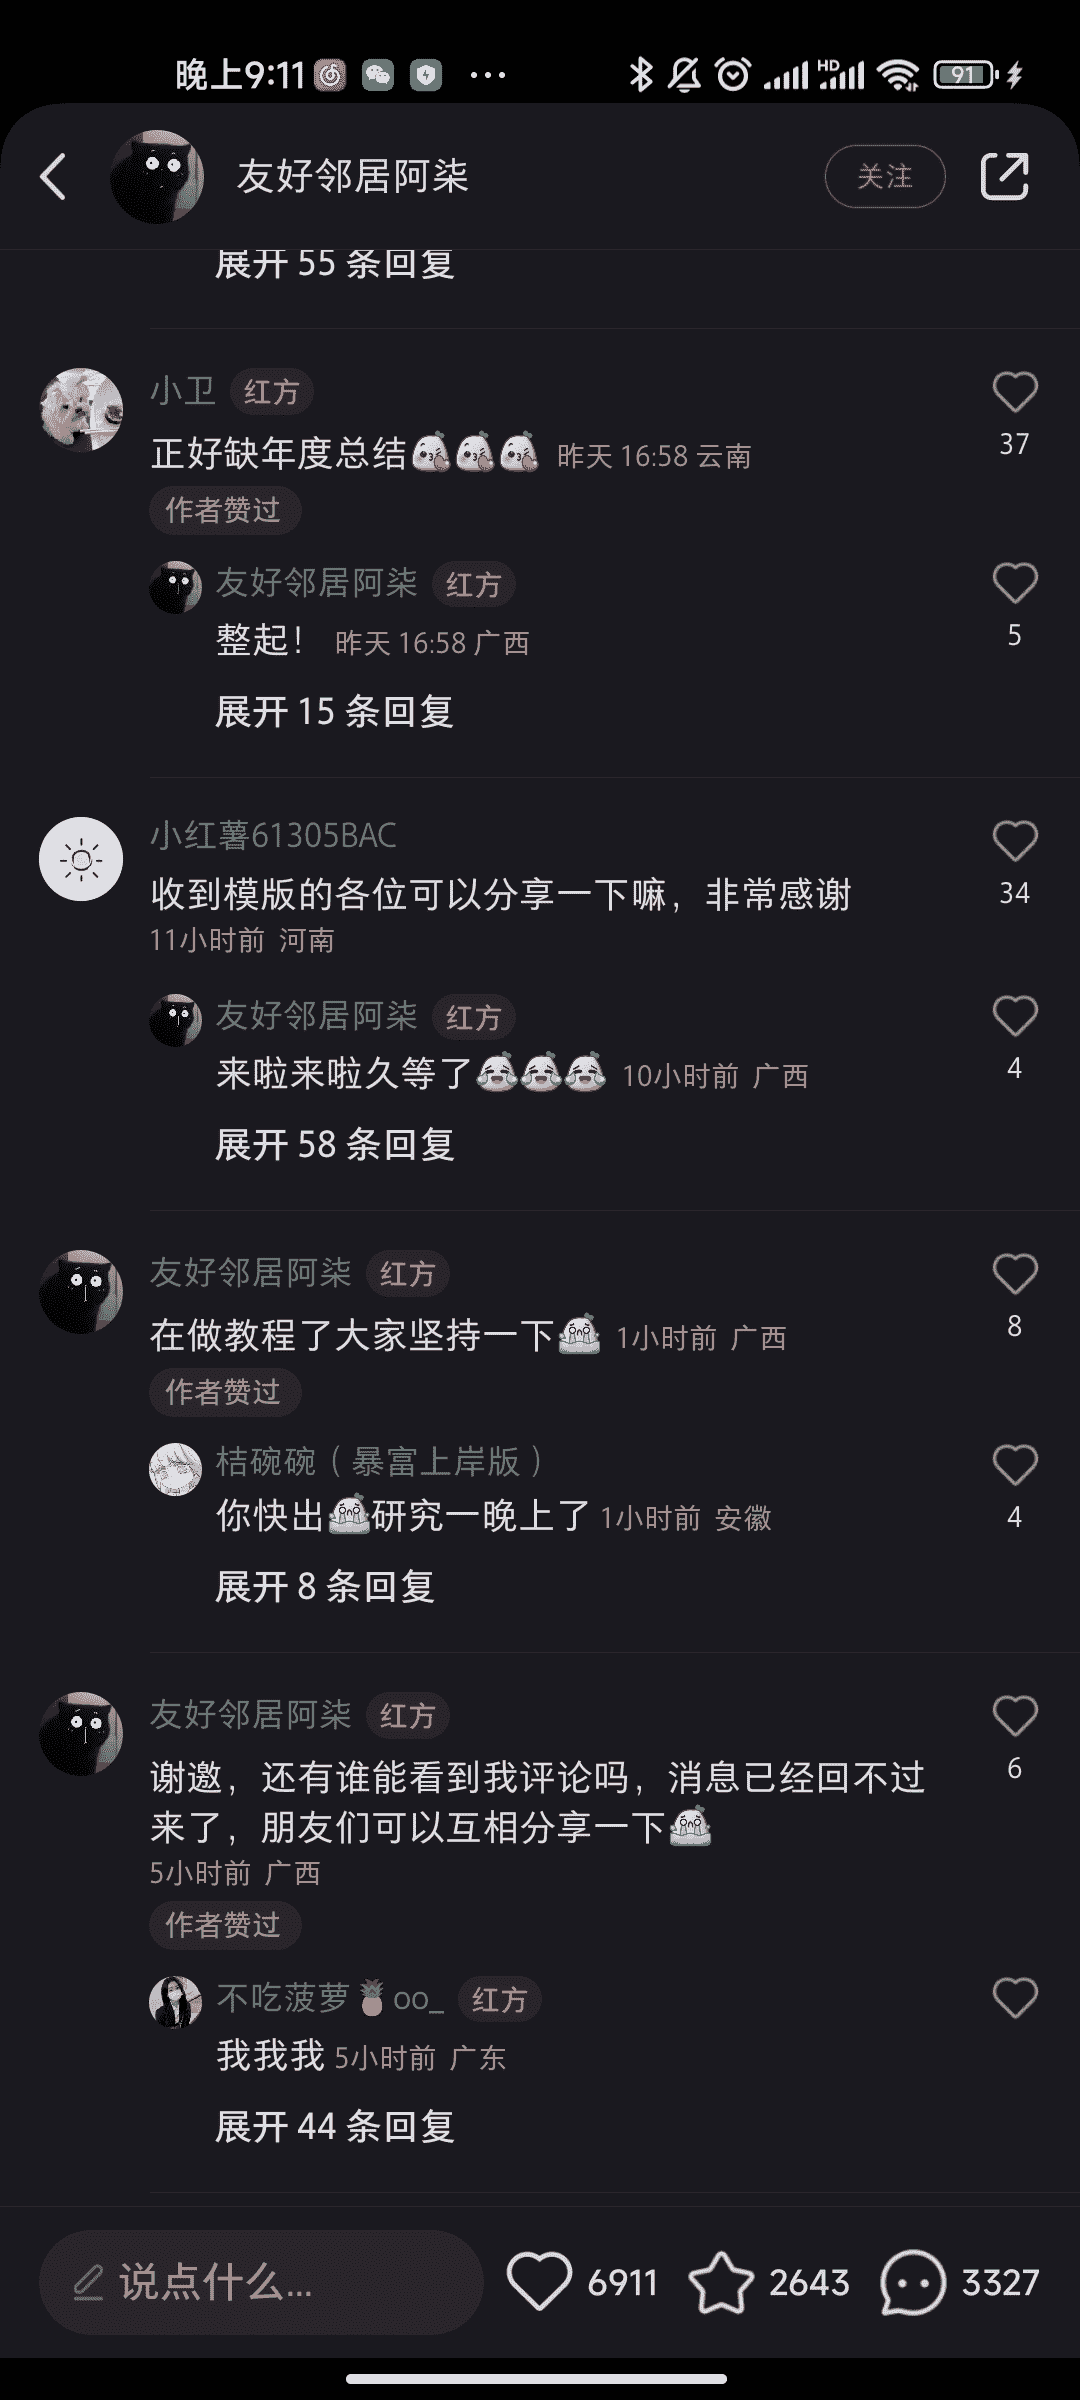 晚上9:11
HD
91
友好邻居阿柒
关注
展开 55 条回复
小卫 红方
正好缺年度总结 昨天 16:58 云南
37
作者赞过
友好邻居阿柒 红方
整起! 昨天 16:58 广西
5
展开 15 条回复
小红薯61305BAC
收到模版的各位可以分享一下嘛，非常感谢
11小时前 河南
34
友好邻居阿柒 红方
来啦来啦久等了 10小时前 广西
4
展开 58 条回复
友好邻居阿柒 红方
在做教程了大家坚持一下 1小时前 广西
8
作者赞过
桔碗碗（暴富上岸版）
你快出 研究一晚上了 1小时前 安徽
4
展开 8 条回复
友好邻居阿柒 红方
谢邀，还有谁能看到我评论吗，消息已经回不过
来了，朋友们可以互相分享一下
5小时前 广西
6
作者赞过
不吃菠萝🍍oo_ 红方
我我我 5小时前 广东
展开 44 条回复
说点什么... 6911 2643 3327